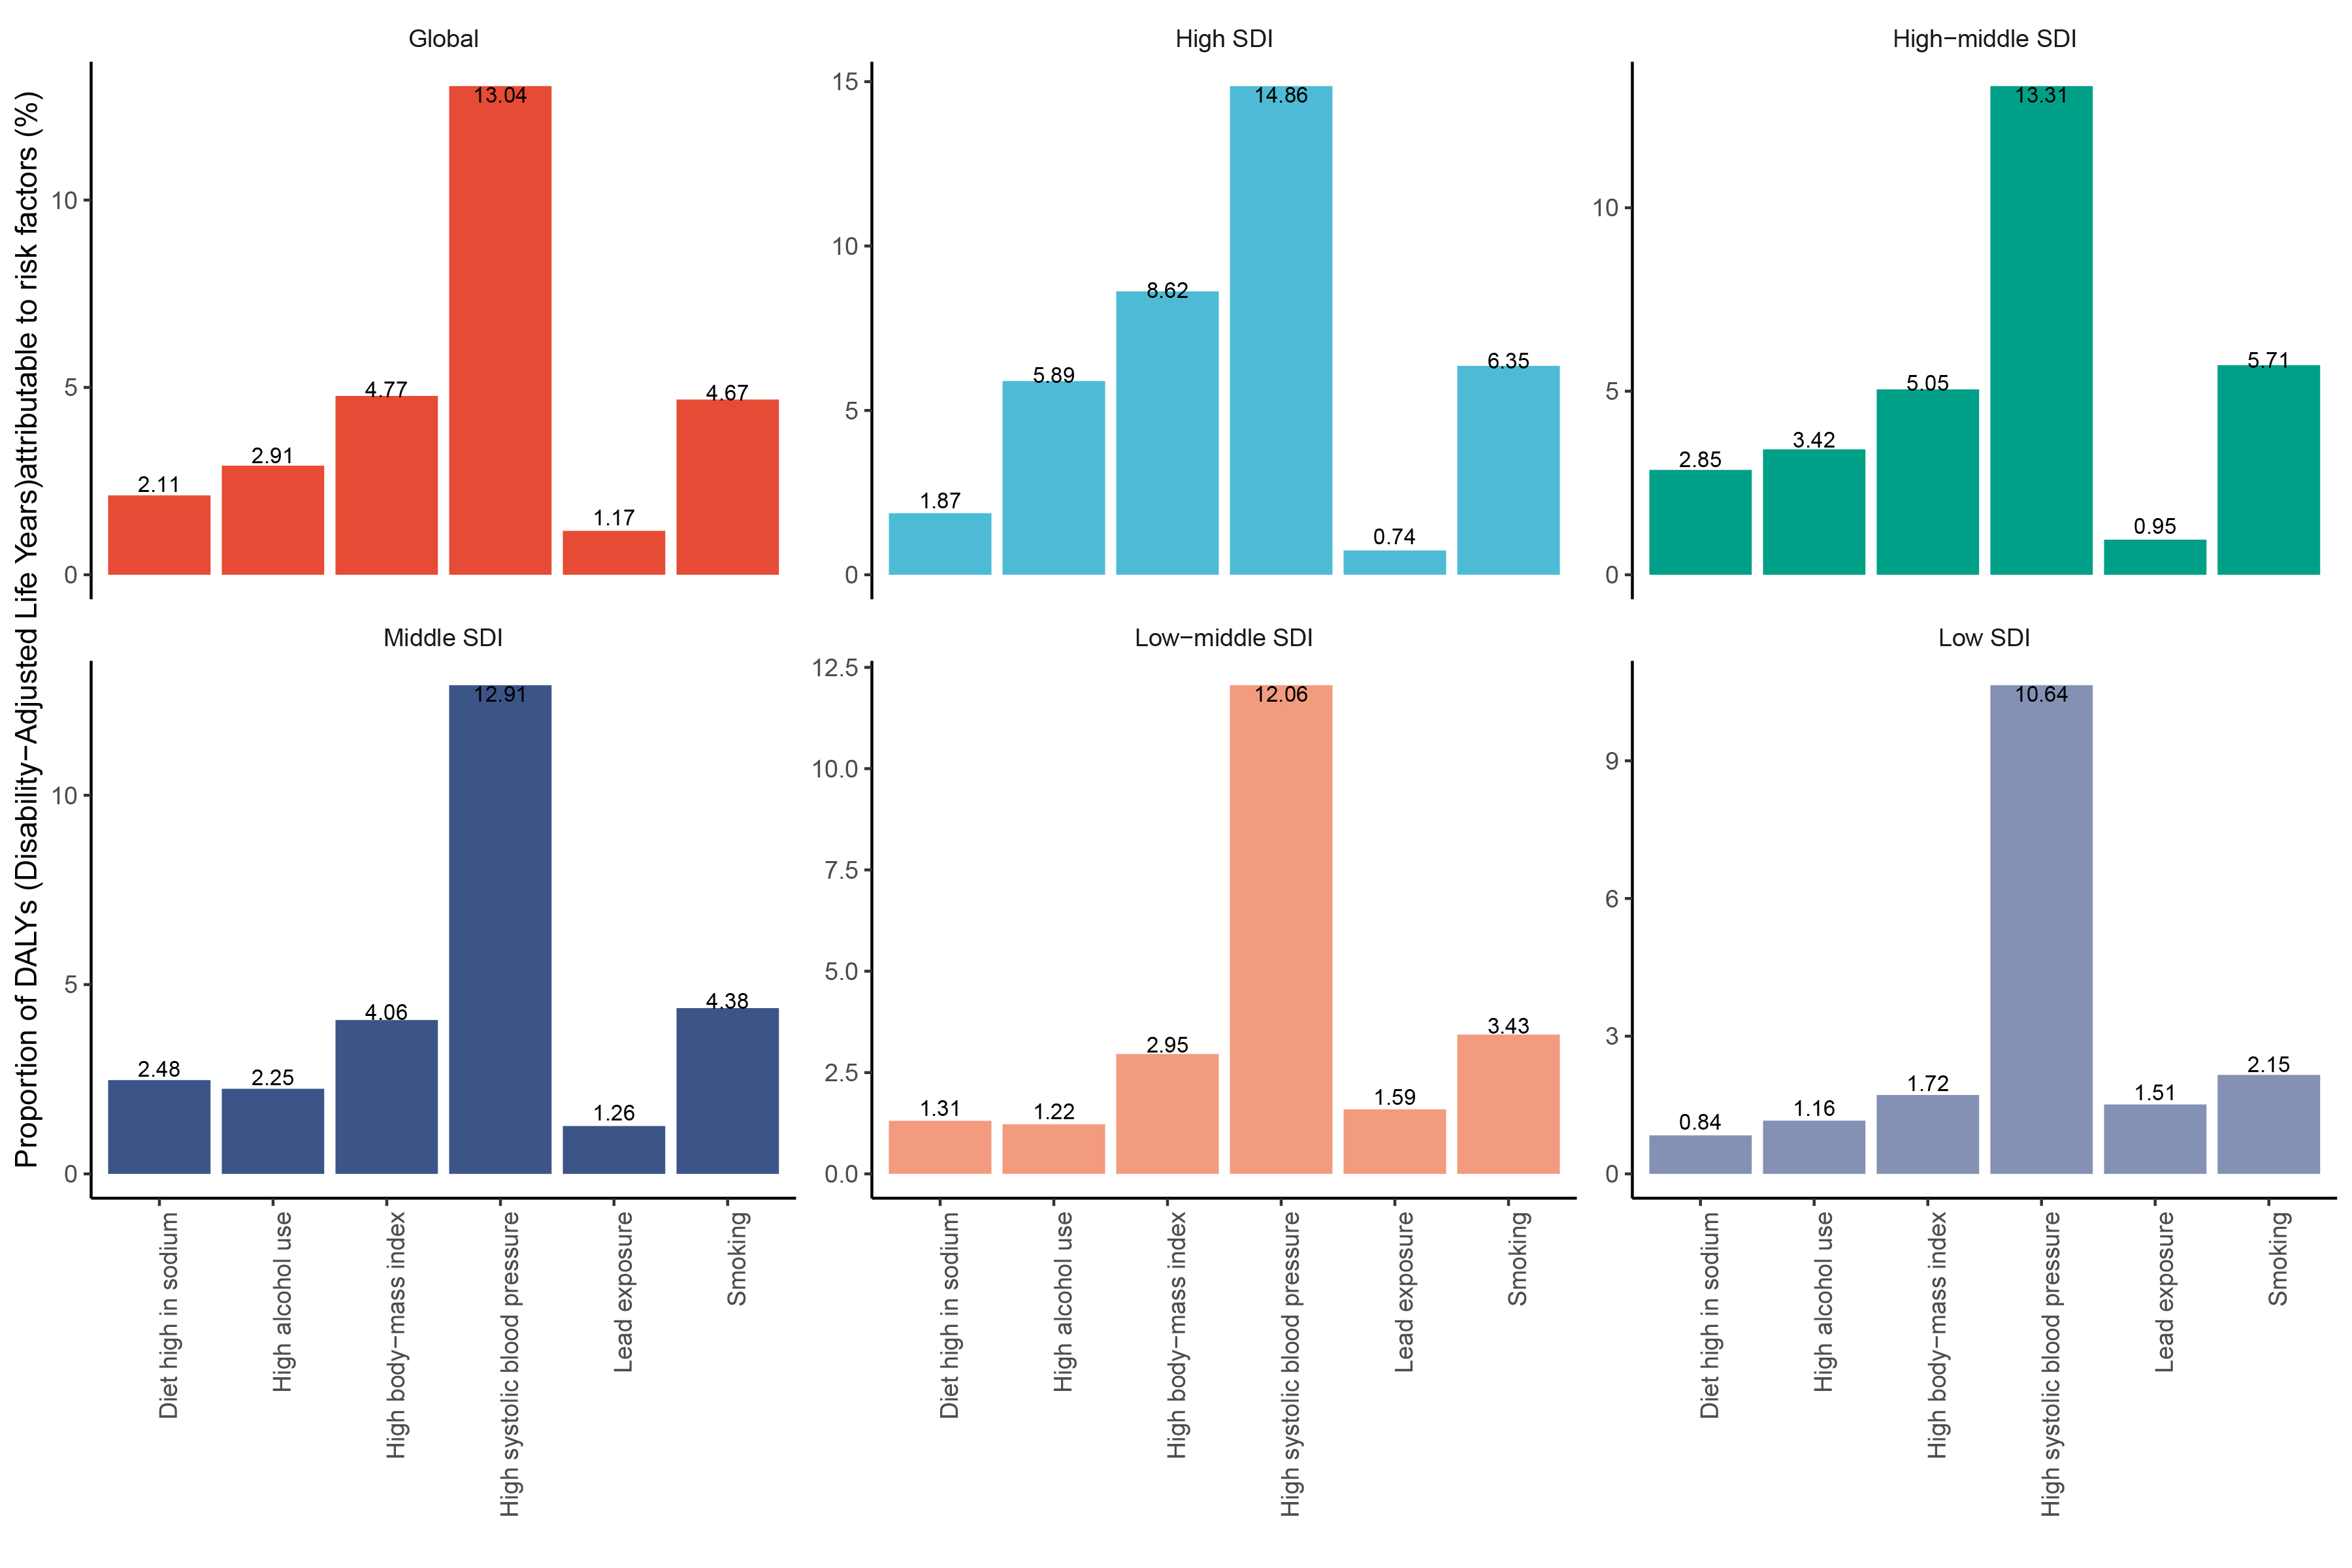 Proportion of DALYs (Disability−Adjusted Life Years)attributable to risk factors (%)
Global
10
5
0
2.11
2.91
4.77
13.04
1.17
4.67
High SDI
15
10
5
0
1.87
5.89
8.62
14.86
0.74
6.35
High−middle SDI
10
5
0
2.85
3.42
5.05
13.31
0.95
5.71
Middle SDI
10
5
0
2.48
2.25
4.06
12.91
1.26
4.38
Diet high in sodium
High alcohol use
High body−mass index
High systolic blood pressure
Lead exposure
Smoking
Low−middle SDI
12.5
10.0
7.5
5.0
2.5
0.0
1.31
1.22
2.95
12.06
1.59
3.43
Diet high in sodium
High alcohol use
High body−mass index
High systolic blood pressure
Lead exposure
Smoking
Low SDI
9
6
3
0
0.84
1.16
1.72
10.64
1.51
2.15
Diet high in sodium
High alcohol use
High body−mass index
High systolic blood pressure
Lead exposure
Smoking